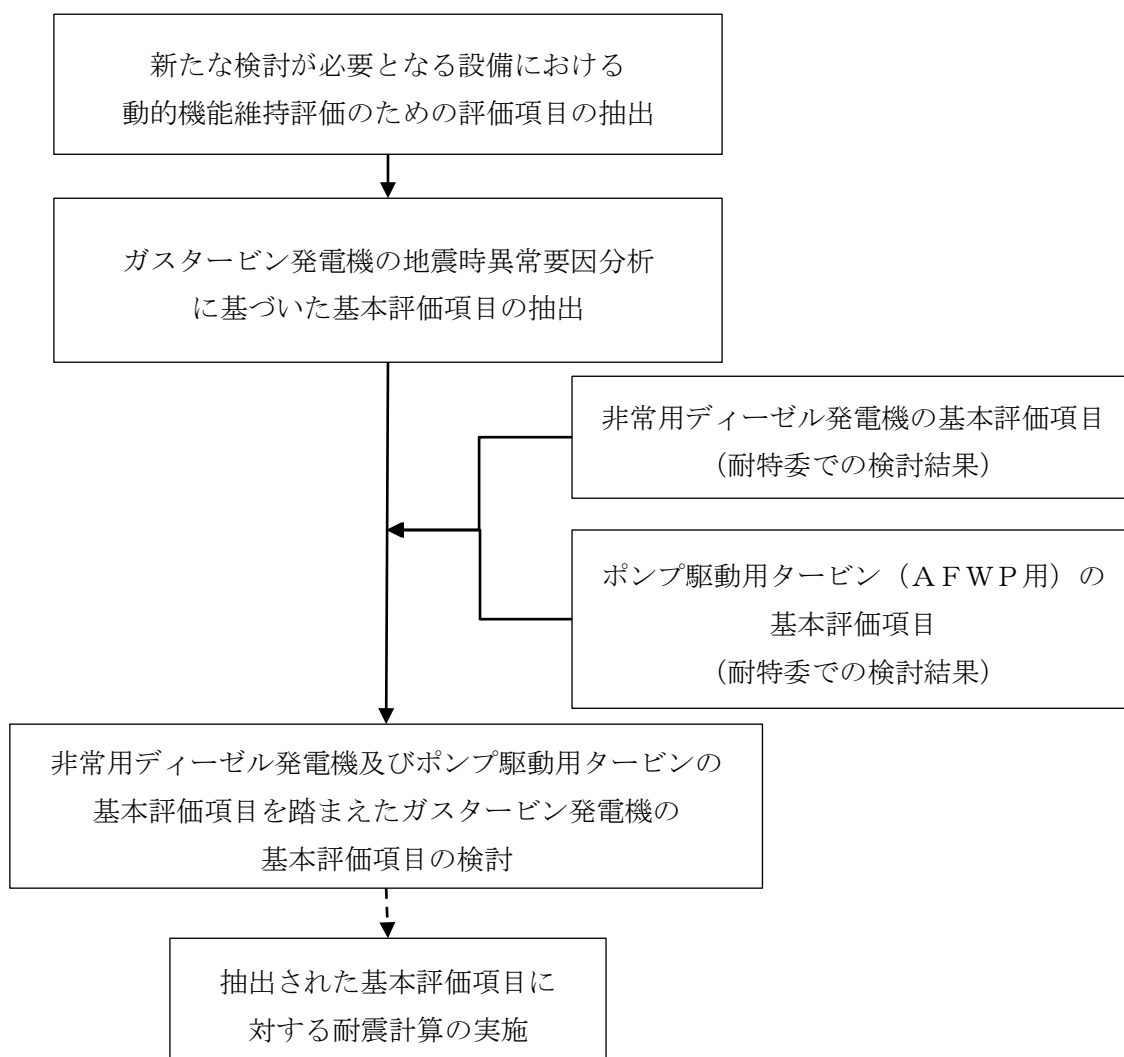 新たな検討が必要となる設備における
動的機能維持評価のための評価項目の抽出
ガスタービン発電機の地震時異常要因分析
に基づいた基本評価項目の抽出
非常用ディーゼル発電機の基本評価項目
（耐特委での検討結果）
ポンプ駆動用タービン（ＡＦＷＰ用）の
基本評価項目
（耐特委での検討結果）
非常用ディーゼル発電機及びポンプ駆動用タービンの
基本評価項目を踏まえたガスタービン発電機の
基本評価項目の検討
抽出された基本評価項目に
対する耐震計算の実施